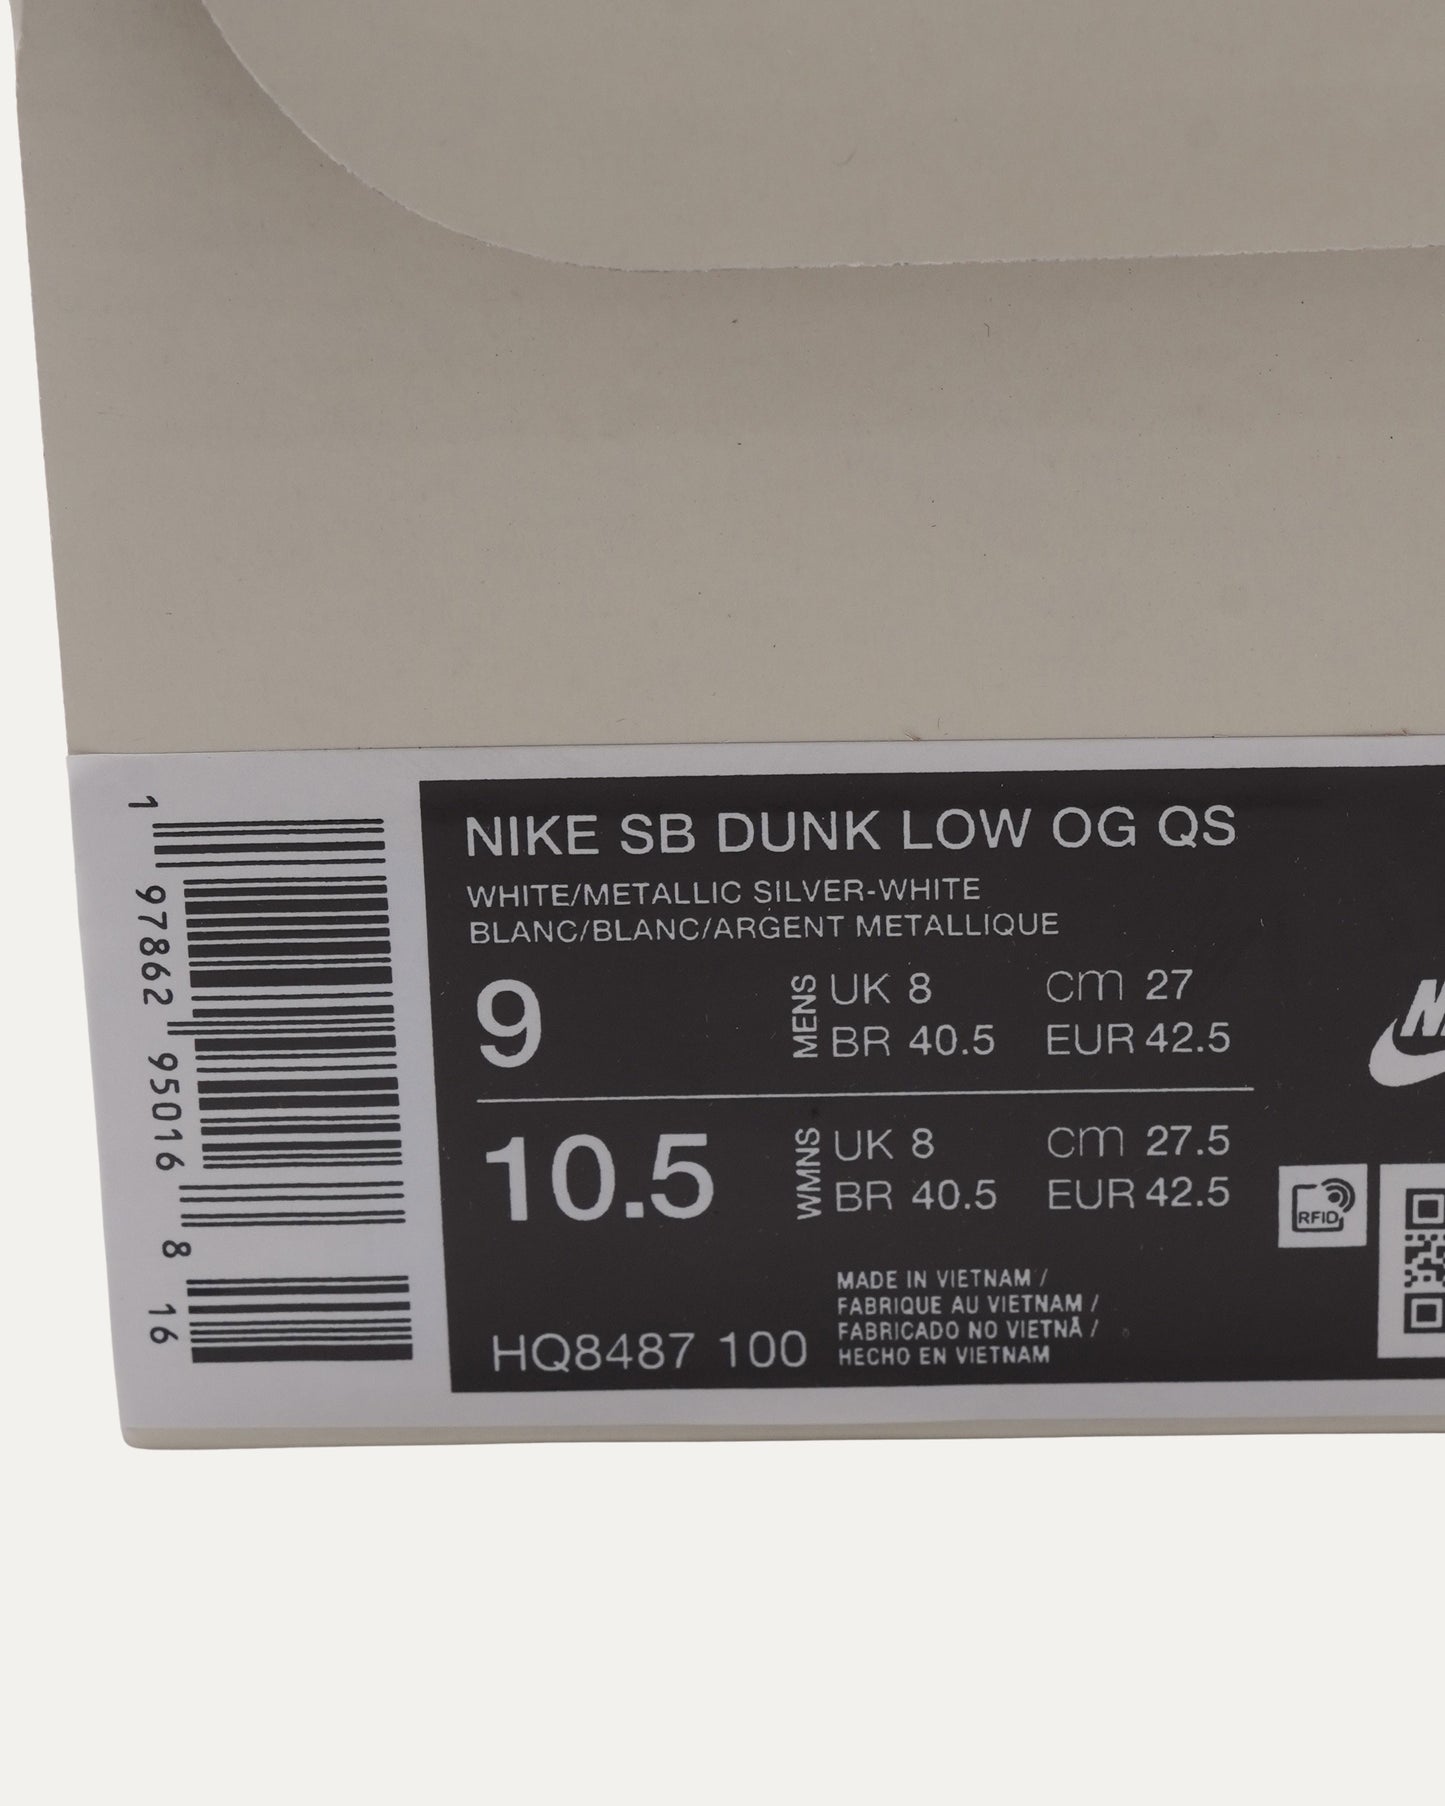 NIKE SB DUNK LOW OG QS
WHITE/METALLIC SILVER-WHITE
BLANC/BLANC/ARGENT METALLIQUE
9
MENS
UK 8 cm 27
BR 40.5 EUR 42.5
10.5
WMNS
UK 8 cm 27.5
BR 40.5 EUR 42.5
HQ8487 100
MADE IN VIETNAM /
FABRIQUE AU VIETNAM /
FABRICADO NO VIETNÃ /
HECHO EN VIETNAM
RFID
1 97862 95016 8 16